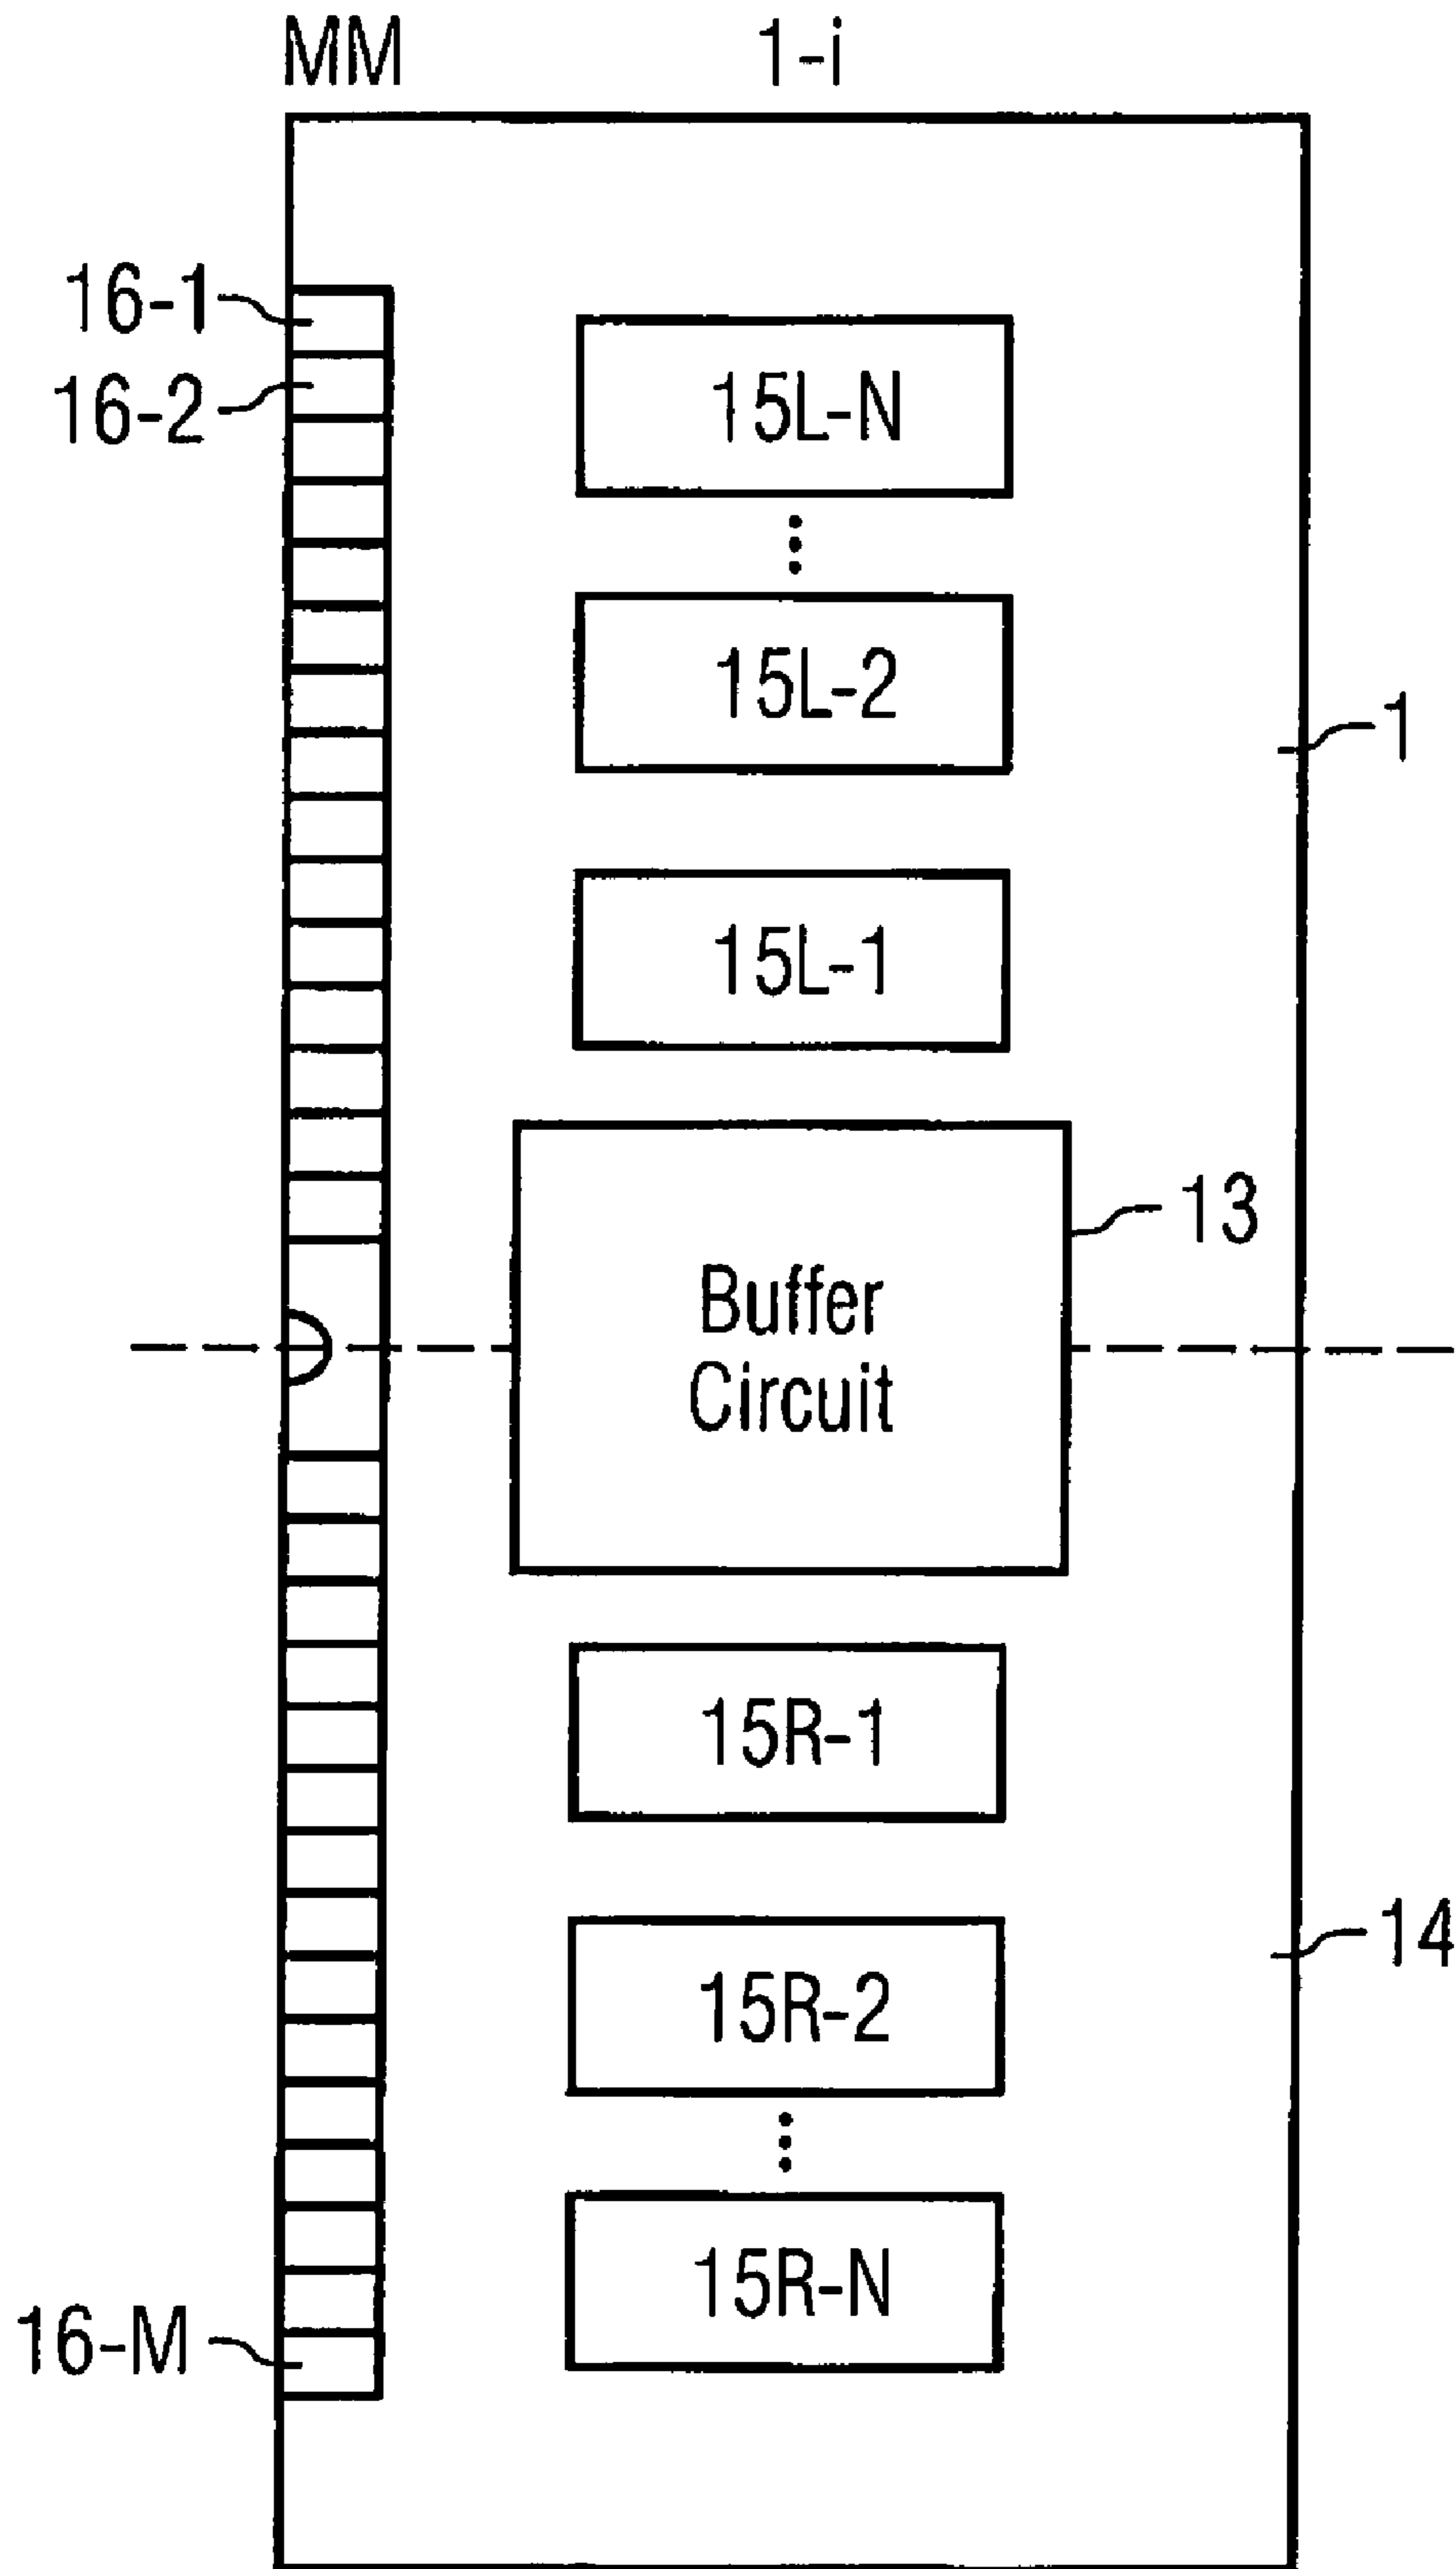 MM
1-i
16-1
16-2
15L-N
15L-2
1
15L-1
13
Buffer
Circuit
15R-1
14
15R-2
15R-N
16-M